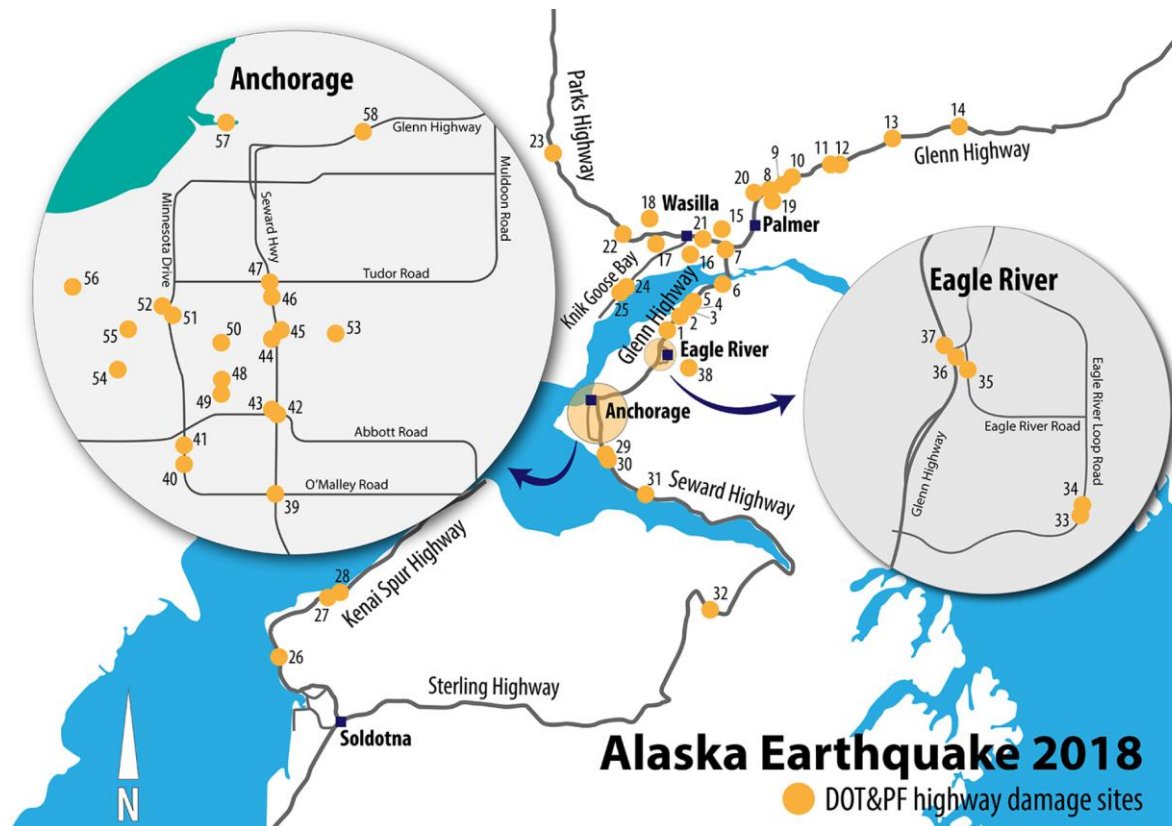 Anchorage
58
57
Glenn Highway
Muldoon Road
Minnesota Drive
Seward Hwy
47
Tudor Road
56
52
51
46
55
50
45
53
44
54
48
49
43
42
41
Abbott Road
40
O'Malley Road
39
Parks Highway
23
14
13
Glenn Highway
11
12
9
10
8
20
19
18
Wasilla
21
15
Palmer
22
17
16
7
Knik Goose Bay
24
25
Glenn Highway
6
5
4
3
2
1
Eagle River
38
Anchorage
29
30
31
Seward Highway
32
Eagle River
37
36
35
Eagle River Road
Eagle River Loop Road
Glenn Highway
34
33
28
27
Kenai Spur Highway
26
Sterling Highway
Soldotna
N
Alaska Earthquake 2018
DOT&PF highway damage sites